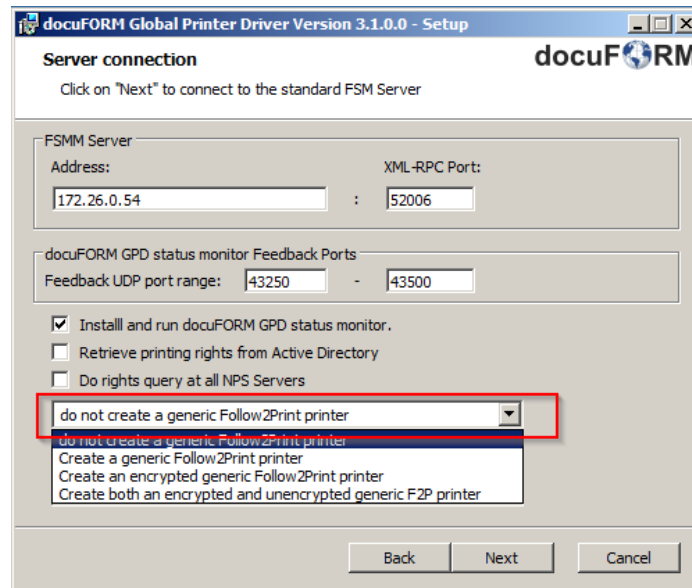 docuFORM Global Printer Driver Version 3.1.0.0 - Setup
Server connection
docuFORM
Click on "Next" to connect to the standard FSM Server
FSMM Server
Address:
XML-RPC Port:
172.26.0.54 : 52006
docuFORM GPD status monitor Feedback Ports
Feedback UDP port range: 43250 - 43500
Installl and run docuFORM GPD status monitor.
Retrieve printing rights from Active Directory
Do rights query at all NPS Servers
do not create a generic Follow2Print printer
do not create a generic Follow2Print printer
Create a generic Follow2Print printer
Create an encrypted generic Follow2Print printer
Create both an encrypted and unencrypted generic F2P printer
Back Next Cancel